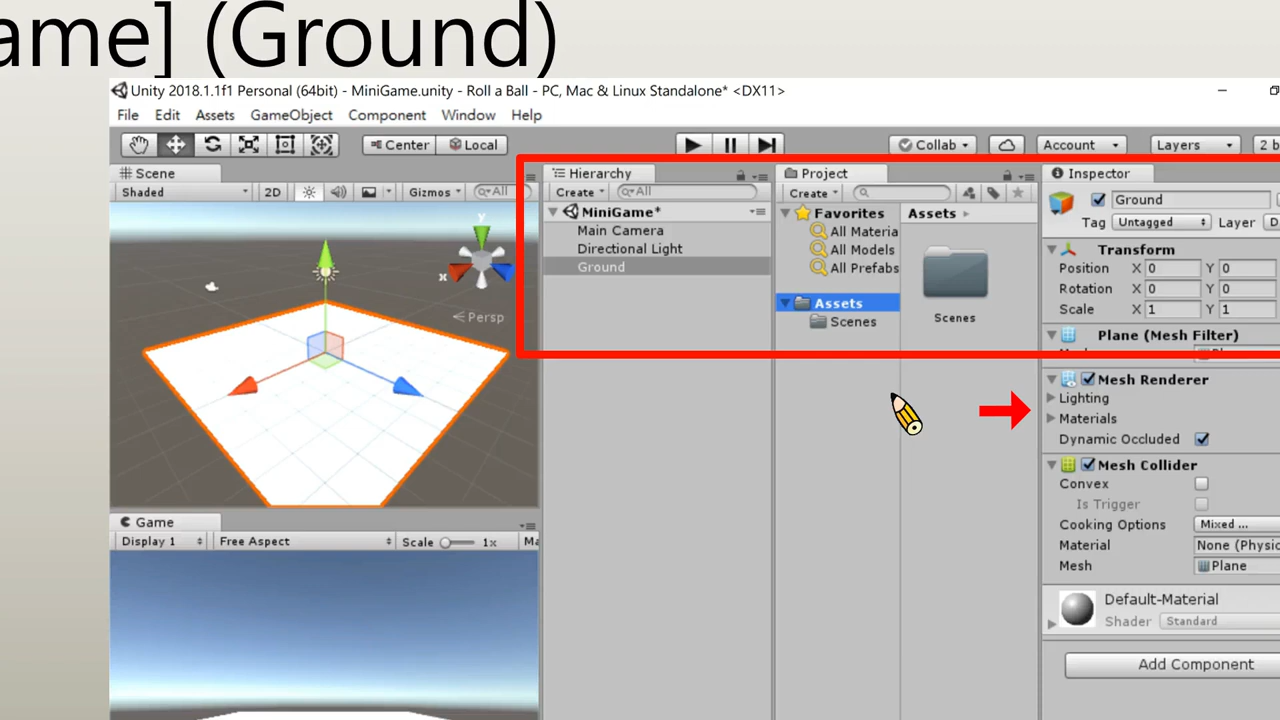 ame] (Ground)
Unity 2018.1.1f1 Personal (64bit) - MiniGame.unity - Roll a Ball - PC, Mac & Linux Standalone* <DX11>
File Edit Assets GameObject Component Window Help
Center Local Collab Account Layers 2 b
Scene
Shaded 2D Gizmos All
y
x
Persp
Hierarchy
Create All
MiniGame*
Main Camera
Directional Light
Ground
Project
Create
Favorites
All Materia
All Models
All Prefabs
Assets
Scenes
Assets
Scenes
Inspector
Ground
Tag Untagged Layer D
Transform
Position X 0 Y 0
Rotation X 0 Y 0
Scale X 1 Y 1
Plane (Mesh Filter)
Mesh Renderer
Lighting
Materials
Dynamic Occluded
Mesh Collider
Convex
Is Trigger
Cooking Options Mixed ...
Material None (Physic
Mesh Plane
Default-Material
Shader Standard
Add Component
Game
Display 1 Free Aspect Scale 1x Ma